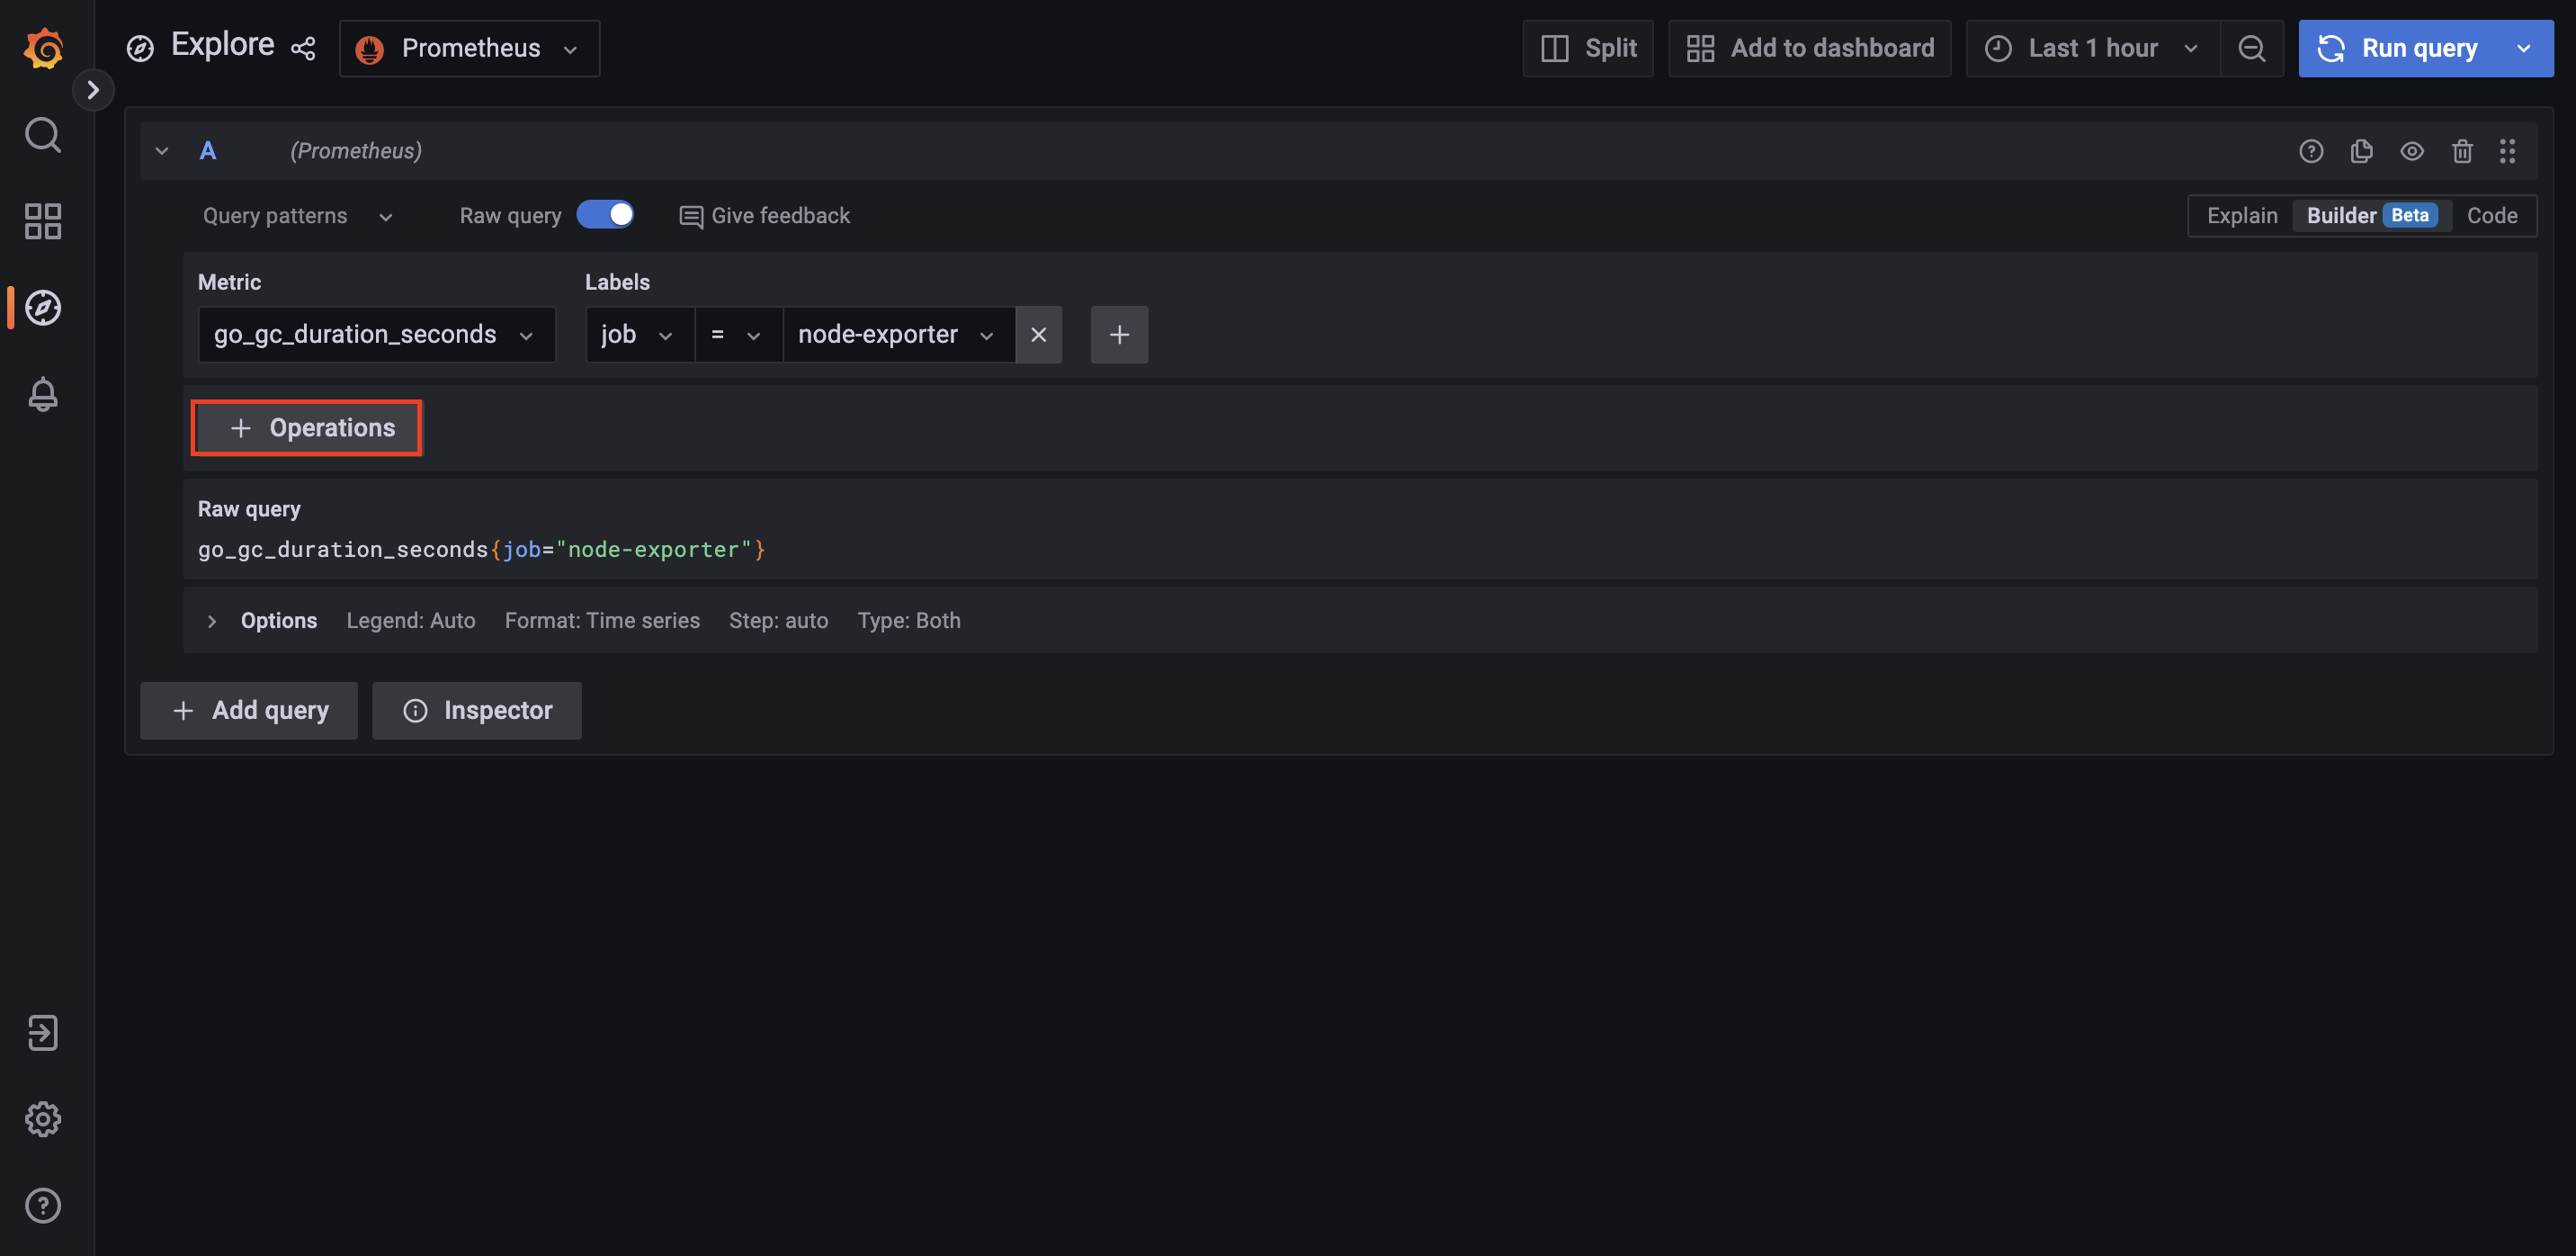 Explore Prometheus Split Add to dashboard Last 1 hour Run query
A (Prometheus)
Query patterns Raw query Give feedback Explain Builder Beta Code
Metric Labels
go_gc_duration_seconds job = node-exporter
Operations
Raw query
go_gc_duration_seconds{job="node-exporter"}
Options Legend: Auto Format: Time series Step: auto Type: Both
Add query Inspector